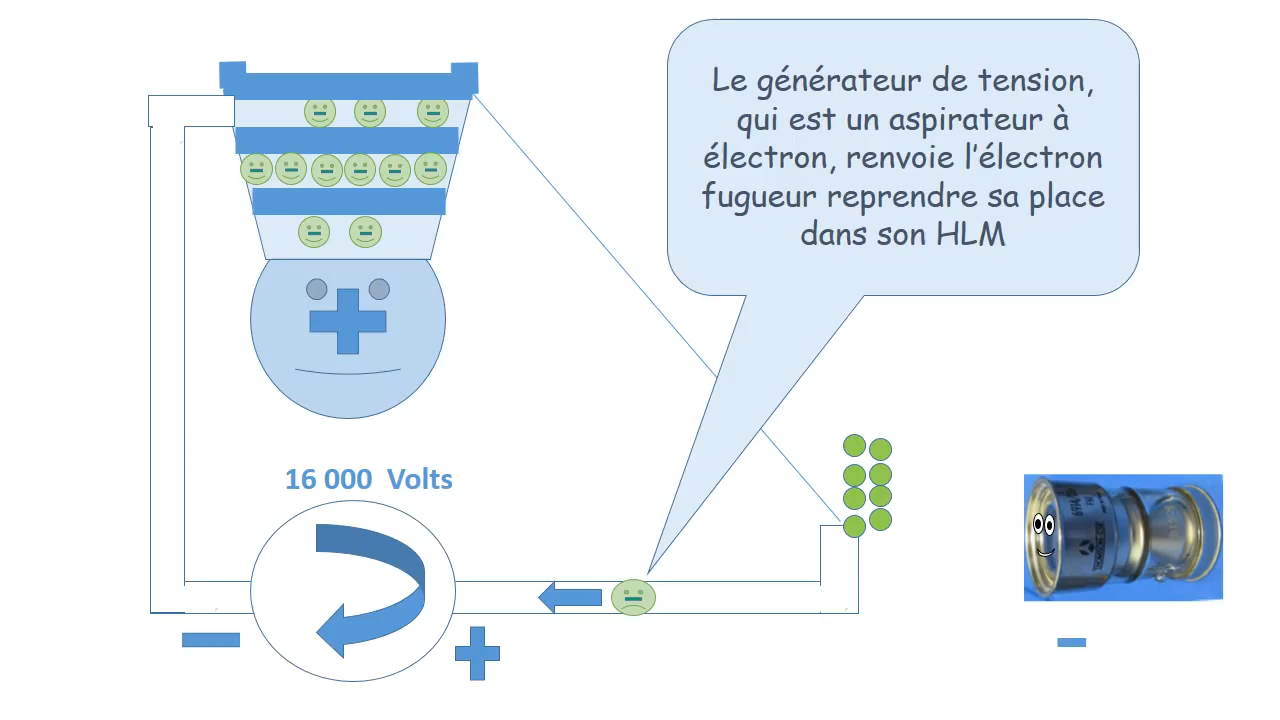 Le générateur de tension,
qui est un aspirateur à
électron, renvoie l'électron
fugueur reprendre sa place
dans son HLM
16 000 Volts